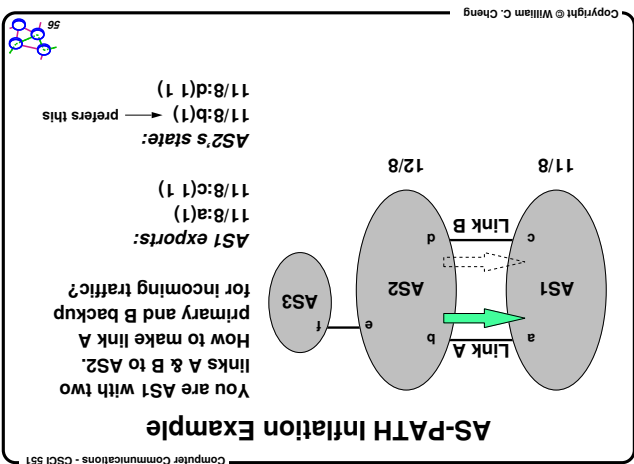 Computer Communications - CSCI 551
AS-PATH Inflation Example
You are AS1 with two
links A & B to AS2.
How to make link A
primary and B backup
for incoming traffic?
AS1 exports:
11/8:a(1)
11/8:c(1 1)
AS2's state:
11/8:b(1) prefers this
11/8:d(1 1)
a Link A b
AS1
AS2
e f
AS3
c Link B d
11/8
12/8
Copyright © William C. Cheng
56